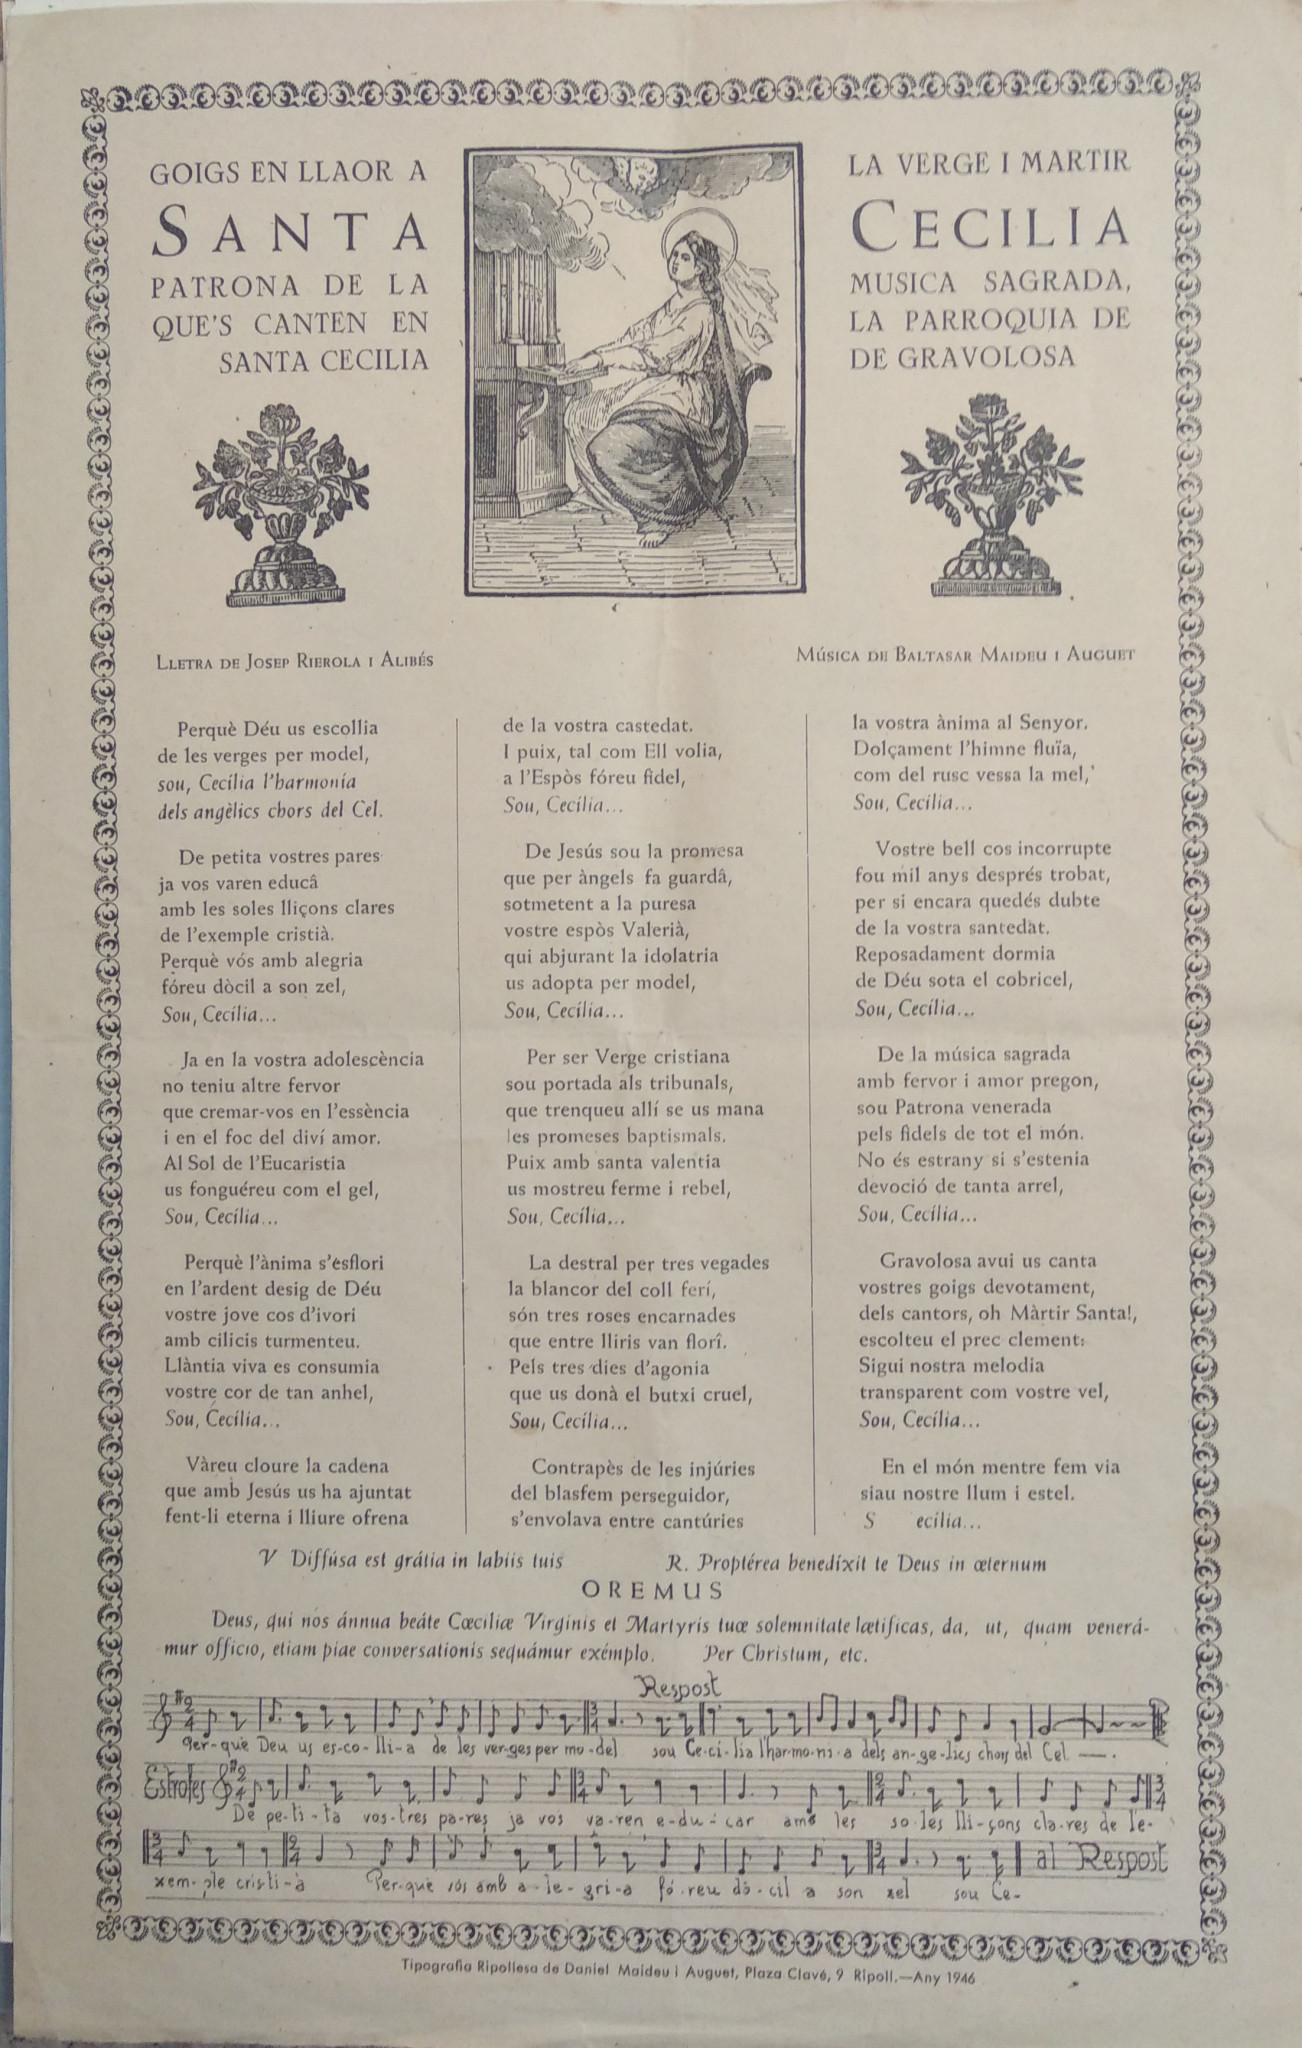 GOIGS EN LLAOR A LA VERGE I MARTIR
SANTA CECILIA
PATRONA DE LA MUSICA SAGRADA,
QUE'S CANTEN EN LA PARROQUIA DE
SANTA CECILIA DE GRAVOLOSA
LLETRA DE JOSEP RIEROLA I ALIBÉS
MÚSICA DE BALTASAR MAIDEU I AUGUET
Perquè Déu us escollia
de les verges per model,
sou, Cecília l'harmonía
dels angèlics chors del Cel.
De petita vostres pares
ja vos varen educâ
amb les soles lliçons clares
de l'exemple cristià.
Perquè vós amb alegria
fóreu dòcil a son zel,
Sou, Cecília...
Ja en la vostra adolescència
no teniu altre fervor
que cremar-vos en l'essència
i en el foc del diví amor.
Al Sol de l'Eucaristia
us fonguéreu com el gel,
Sou, Cecília...
Perquè l'ànima s'esflori
en l'ardent desig de Déu
vostre jove cos d'ivori
amb cilicis turmenteu.
Llàntia viva es consumia
vostre cor de tan anhel,
Sou, Cecília...
Vàreu cloure la cadena
que amb Jesús us ha ajuntat
fent-li eterna i lliure ofrena
de la vostra castedat.
I puix, tal com Ell volia,
a l'Espòs fóreu fidel,
Sou, Cecília...
De Jesús sou la promesa
que per àngels fa guardâ,
sotmetent a la puresa
vostre espòs Valerià,
qui abjurant la idolatria
us adopta per model,
Sou, Cecília...
Per ser Verge cristiana
sou portada als tribunals,
que trenqueu allí se us mana
les promeses baptismals.
Puix amb santa valentia
us mostreu ferme i rebel,
Sou, Cecília...
La destral per tres vegades
la blancor del coll ferí,
són tres roses encarnades
que entre lliris van florî.
Pels tres dies d'agonia
que us donà el butxi cruel,
Sou, Cecília...
Contrapès de les injúries
del blasfem perseguidor,
s'envolava entre cantúries
la vostra ànima al Senyor.
Dolçament l'himne fluïa,
com del rusc vessa la mel,
Sou, Cecília...
Vostre bell cos incorrupte
fou mil anys després trobat,
per si encara quedés dubte
de la vostra santedat.
Reposadament dormia
de Déu sota el cobricel,
Sou, Cecília...
De la música sagrada
amb fervor i amor pregon,
sou Patrona venerada
pels fidels de tot el món.
No és estrany si s'estenia
devoció de tanta arrel,
Sou, Cecília...
Gravolosa avui us canta
vostres goigs devotament,
dels cantors, oh Màrtir Santa!,
escolteu el prec clement:
Sigui nostra melodia
transparent com vostre vel,
Sou, Cecília...
En el món mentre fem via
siau nostre llum i estel.
S ecília...
V Diffúsa est grátia in labiis tuis R. Proptérea benedíxit te Deus in œternum
OREMUS
Deus, qui nos ánnua beáte Cœciliœ Virginis et Martyris tuœ solemnitate lœtificas, da, ut, quam venerá-
mur officio, etiam piae conversationis sequámur exémplo. Per Christum, etc.
Respost
Per-què Deu us es-co-lli-a de les ver-ges per mo-del sou Ce-ci-lia l'har-mo-ni-a dels an-ge-lics chors del Cel.
Estrofes
De pe-ti-ta vos-tres pa-res ja vos va-ren e-du-car amb les so-les lli-çons cla-res de l'e-
al Respost
xem-ple cristi-à Per-què vós amb a-le-gri-a fó-reu dò-cil a son zel sou Ce-
Tipografia Ripollesa de Daniel Maideu i Auguet, Plaza Clavé, 9 Ripoll.—Any 1946